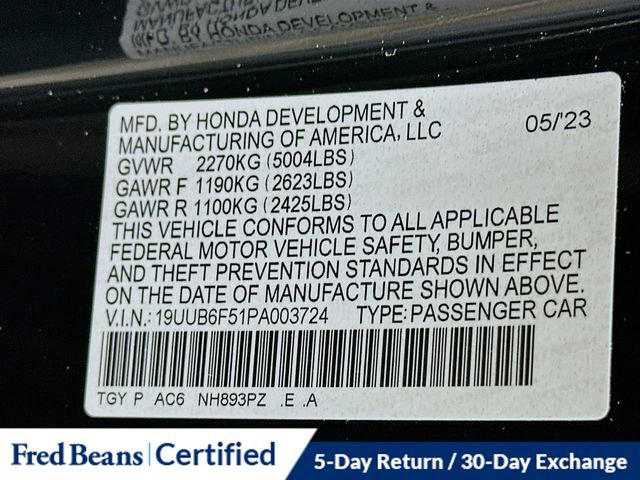 MFD. BY HONDA DEVELOPMENT &
MANUFACTURING OF AMERICA, LLC 05/'23
GVWR 2270KG (5004LBS)
GAWR F 1190KG (2623LBS)
GAWR R 1100KG (2425LBS)
THIS VEHICLE CONFORMS TO ALL APPLICABLE
FEDERAL MOTOR VEHICLE SAFETY, BUMPER,
AND THEFT PREVENTION STANDARDS IN EFFECT
ON THE DATE OF MANUFACTURE SHOWN ABOVE.
V.I.N.: 19UUB6F51PA003724 TYPE: PASSENGER CAR
TGY P AC6 NH893PZ .E .A
Fred Beans | Certified 5-Day Return / 30-Day Exchange